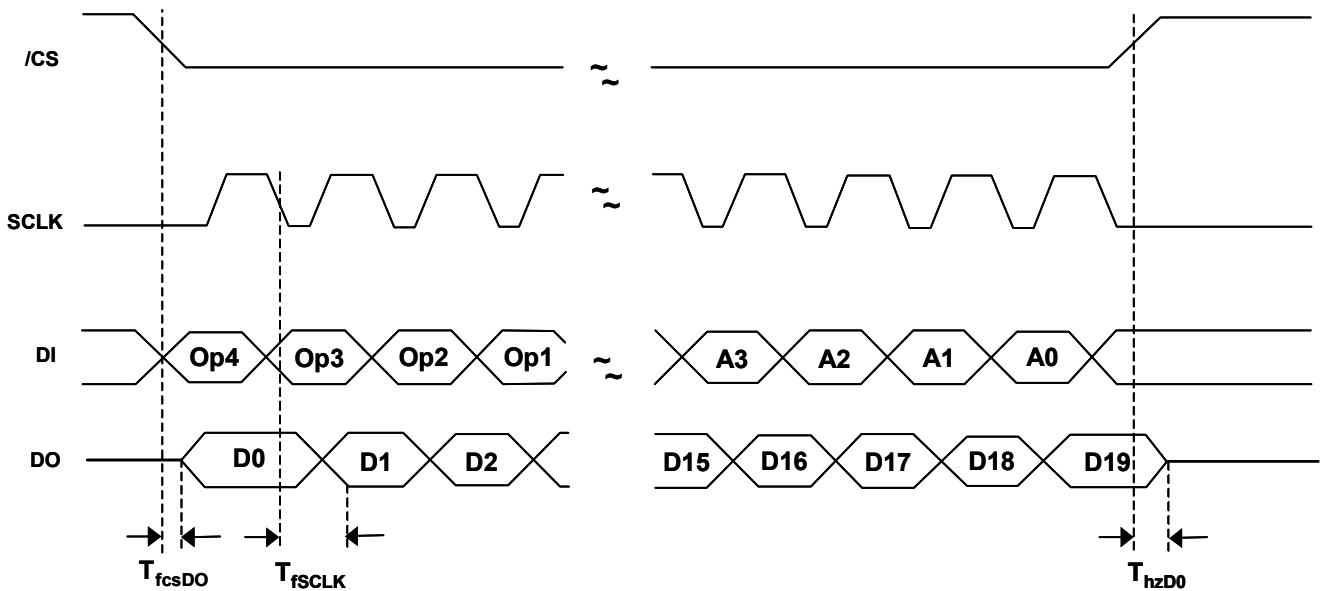 /CS
~ ~
SCLK
~ ~
DI Op4 Op3 Op2 Op1 ~ ~ A3 A2 A1 A0
DO D0 D1 D2 D15 D16 D17 D18 D19
TfcsDO TfSCLK ThzD0